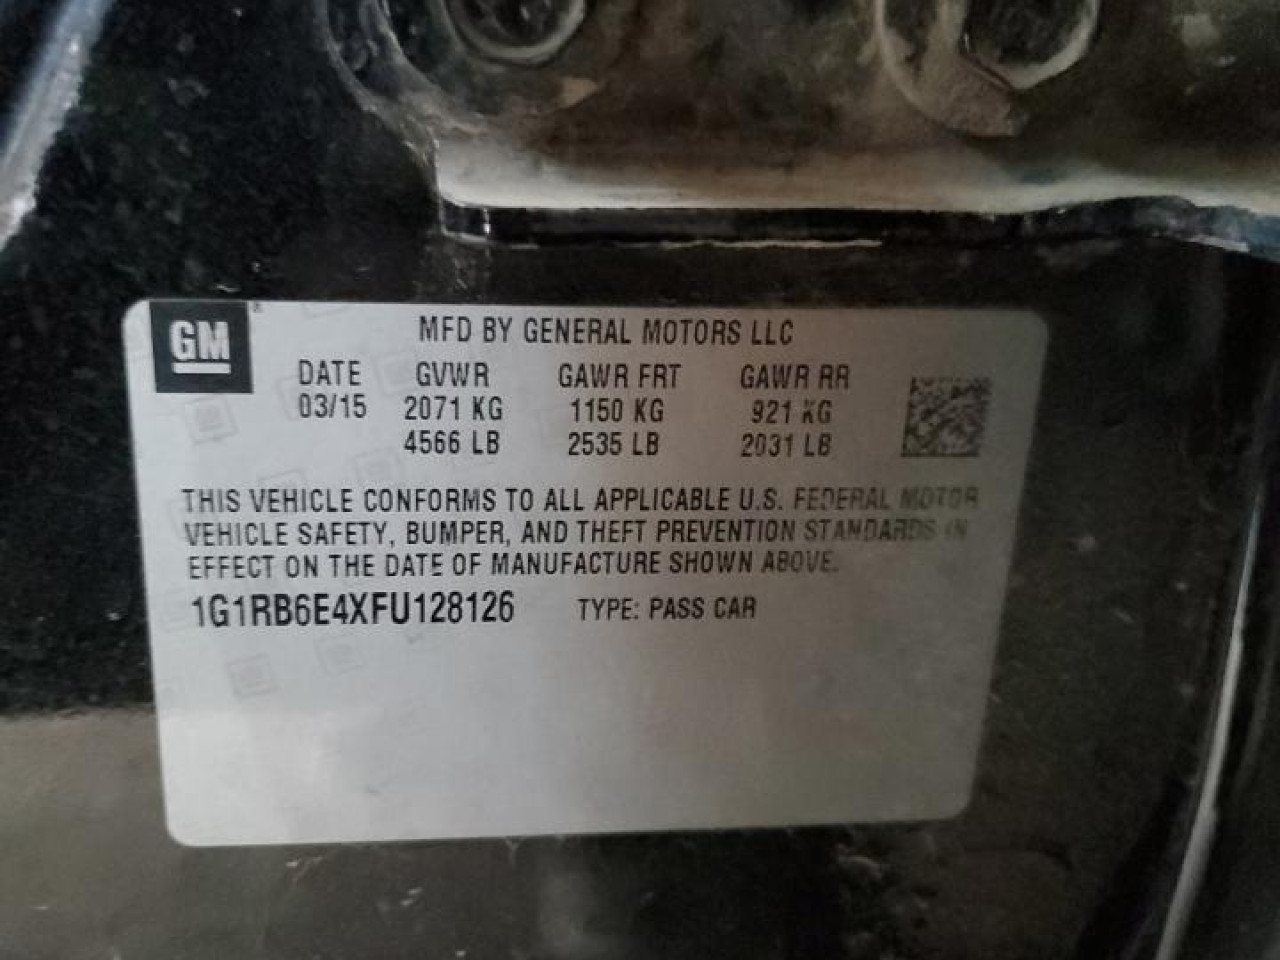 GM ®
MFD BY GENERAL MOTORS LLC
DATE GVWR GAWR FRT GAWR RR
03/15 2071 KG 1150 KG 921 KG
4566 LB 2535 LB 2031 LB
THIS VEHICLE CONFORMS TO ALL APPLICABLE U.S. FEDERAL MOTOR
VEHICLE SAFETY, BUMPER, AND THEFT PREVENTION STANDARDS IN
EFFECT ON THE DATE OF MANUFACTURE SHOWN ABOVE.
1G1RB6E4XFU128126 TYPE: PASS CAR